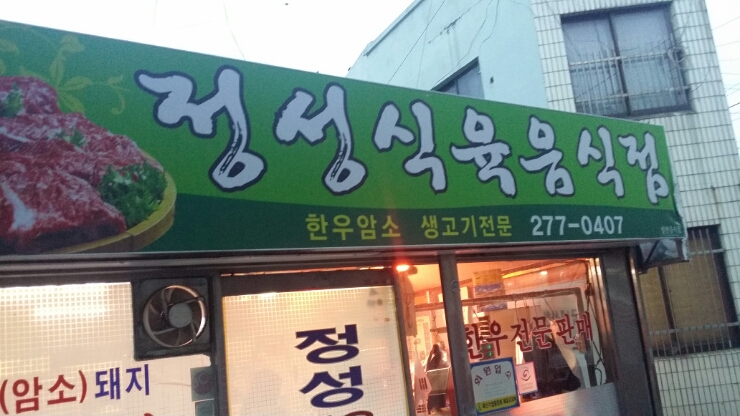 정성식육음식점
한우암소 생고기전문 277-0407
(암소)돼지
정성
한우전문판매